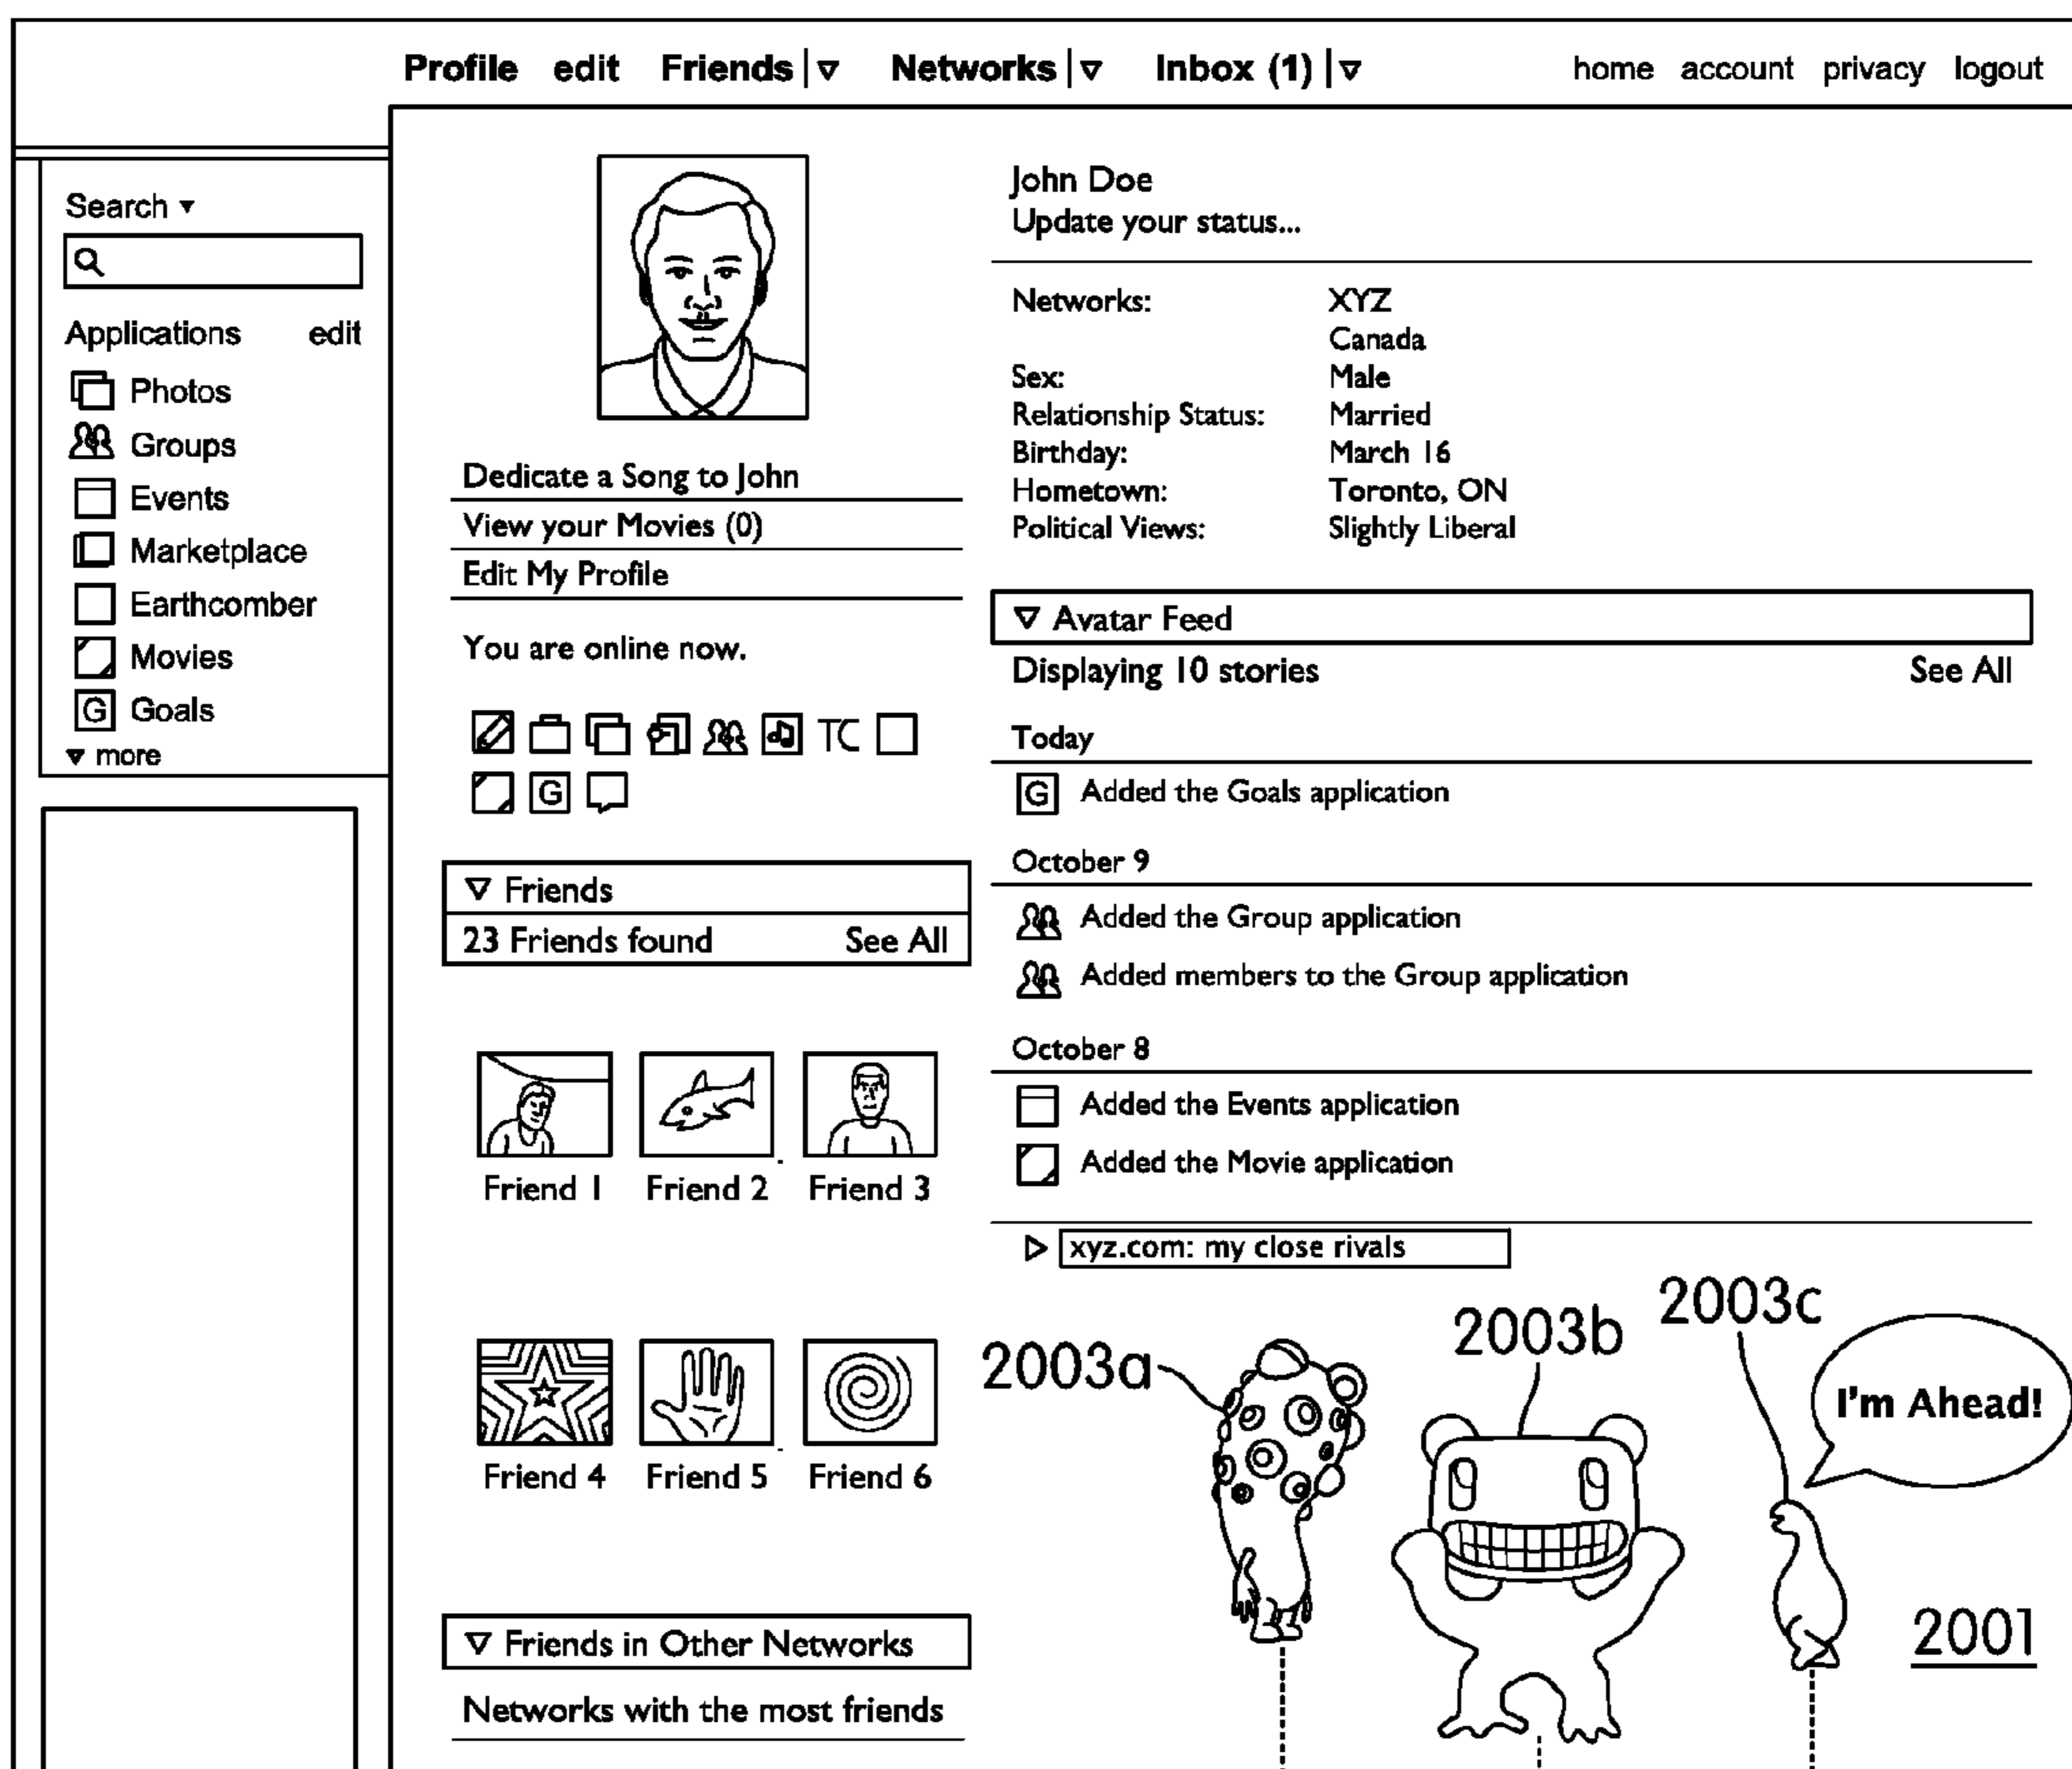 Profile edit Friends Networks Inbox (1) home account privacy logout
Search
Applications edit
Photos
Groups
Events
Marketplace
Earthcomber
Movies
G Goals
more
Dedicate a Song to John
View your Movies (0)
Edit My Profile
You are online now.
TC
G
Friends
23 Friends found See All
Friend 1 Friend 2 Friend 3
Friend 4 Friend 5 Friend 6
Friends in Other Networks
Networks with the most friends
John Doe
Update your status...
Networks: XYZ
Canada
Sex: Male
Relationship Status: Married
Birthday: March 16
Hometown: Toronto, ON
Political Views: Slightly Liberal
Avatar Feed
Displaying 10 stories See All
Today
G Added the Goals application
October 9
Added the Group application
Added members to the Group application
October 8
Added the Events application
Added the Movie application
xyz.com: my close rivals
2003a 2003b 2003c
I'm Ahead!
2001